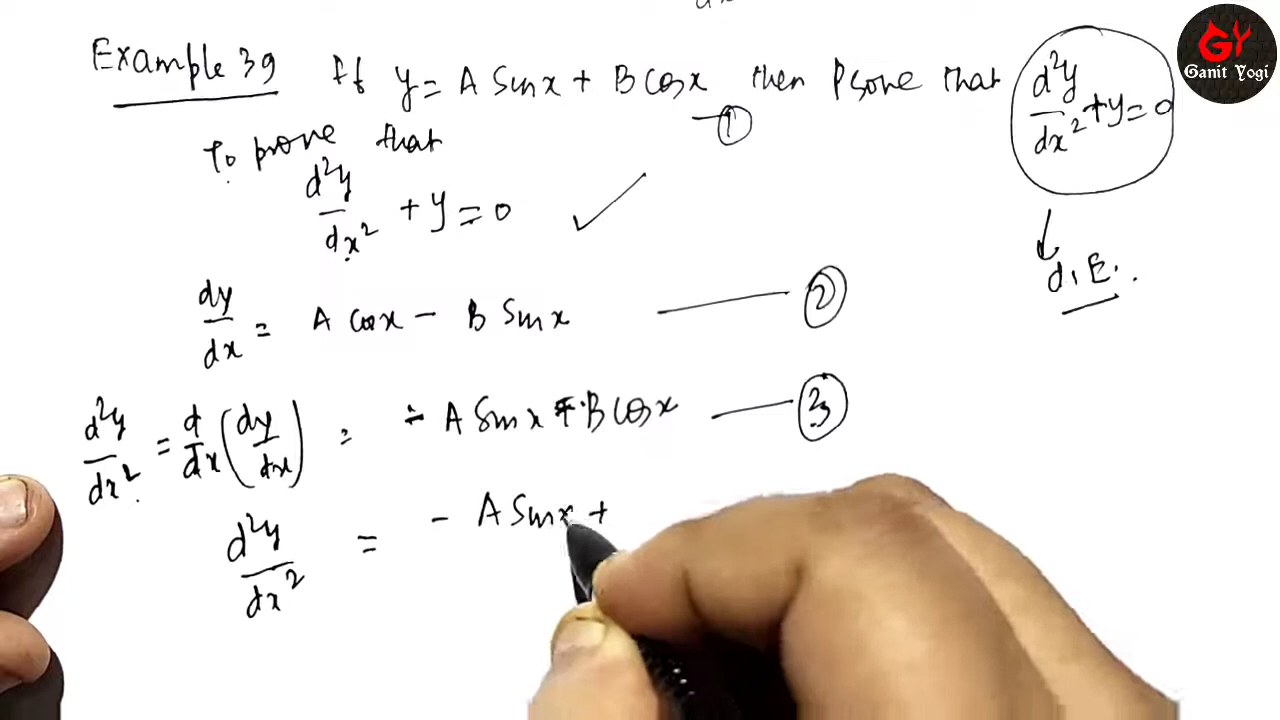 Example 39 If y = A Sinx + B Cosx then Prove that d²y/dx² + y = 0
— ①
To prove that
d²y/dx² + y = 0 ✓
↓
d.E.
dy/dx = A Cosx – B Sinx — ②
d²y/dx² = d/dx (dy/dx) = – A Sinx + B Cosx — ③
d²y/dx² = – A Sinx +
GY
Ganit Yogi